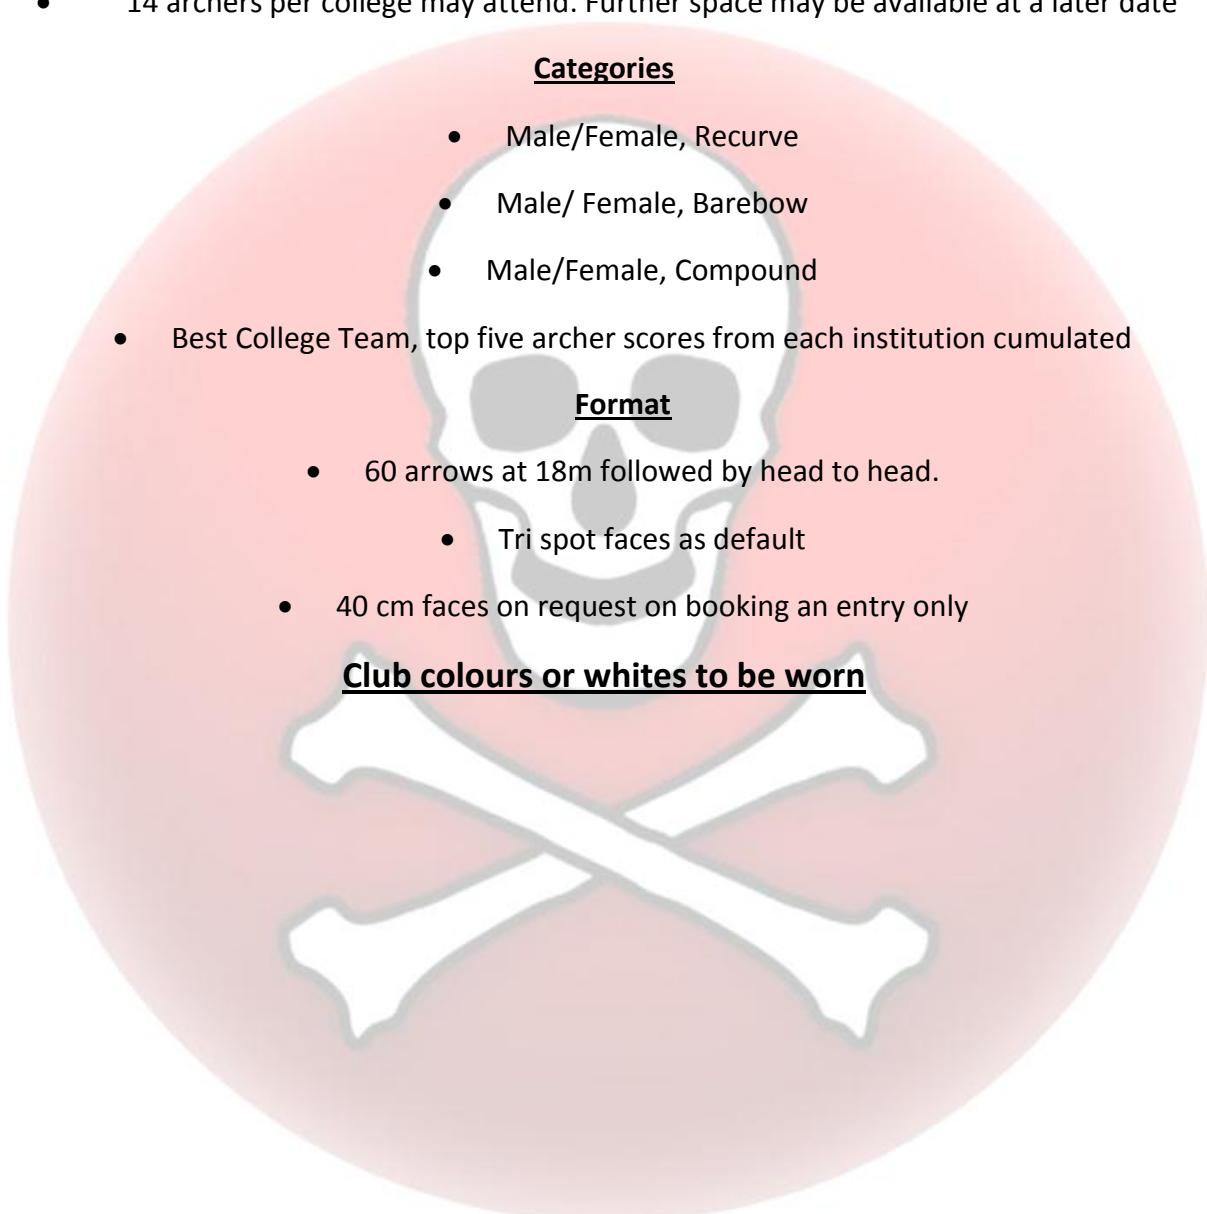 • 14 archers per college may attend. Further space may be available at a later date
Categories
• Male/Female, Recurve
• Male/ Female, Barebow
• Male/Female, Compound
• Best College Team, top five archer scores from each institution cumulated
Format
• 60 arrows at 18m followed by head to head.
• Tri spot faces as default
• 40 cm faces on request on booking an entry only
Club colours or whites to be worn